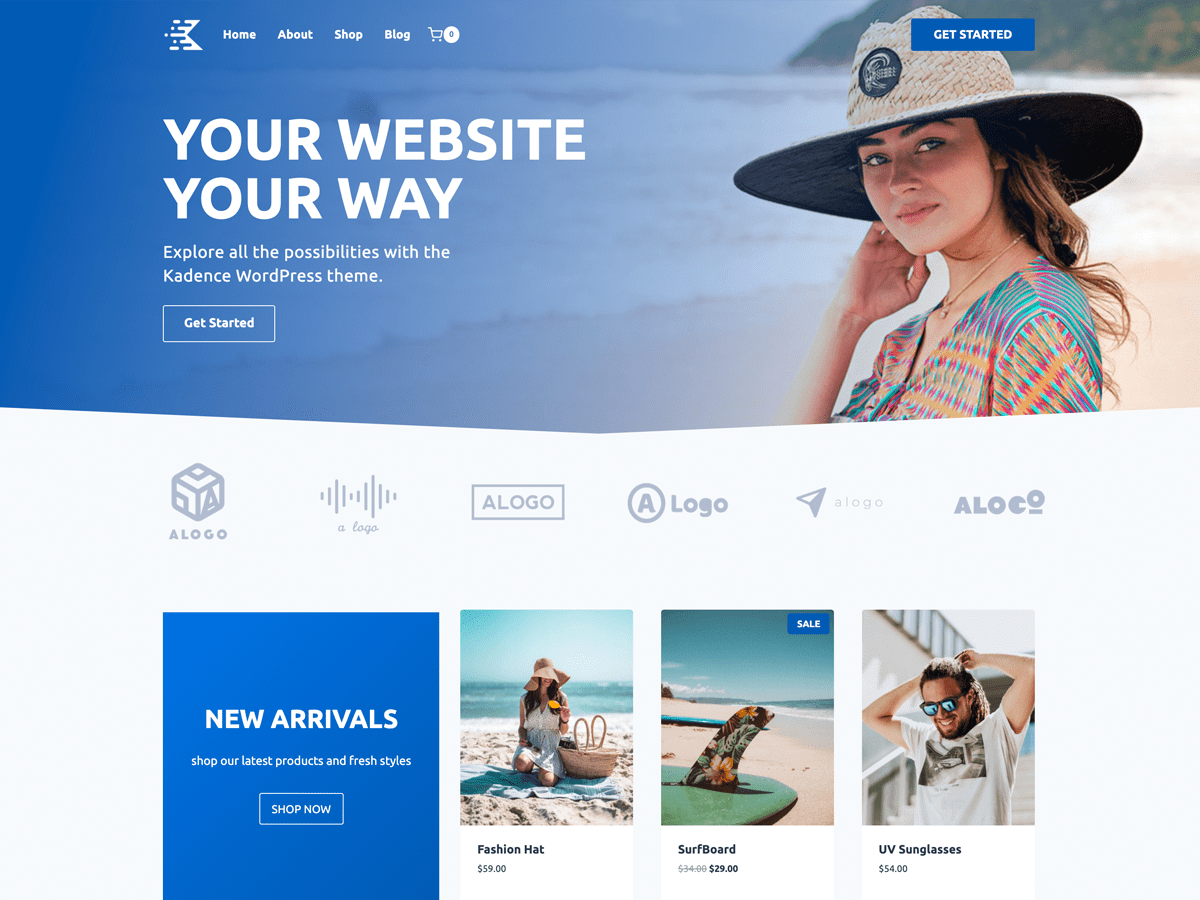 Home About Shop Blog 0
GET STARTED
YOUR WEBSITE
YOUR WAY
Explore all the possibilities with the
Kadence WordPress theme.
Get Started
ALOGO
a logo
ALOGO
A Logo
alogo
ALOGO
NEW ARRIVALS
shop our latest products and fresh styles
SHOP NOW
SALE
Fashion Hat
$59.00
SurfBoard
$34.00 $29.00
UV Sunglasses
$54.00